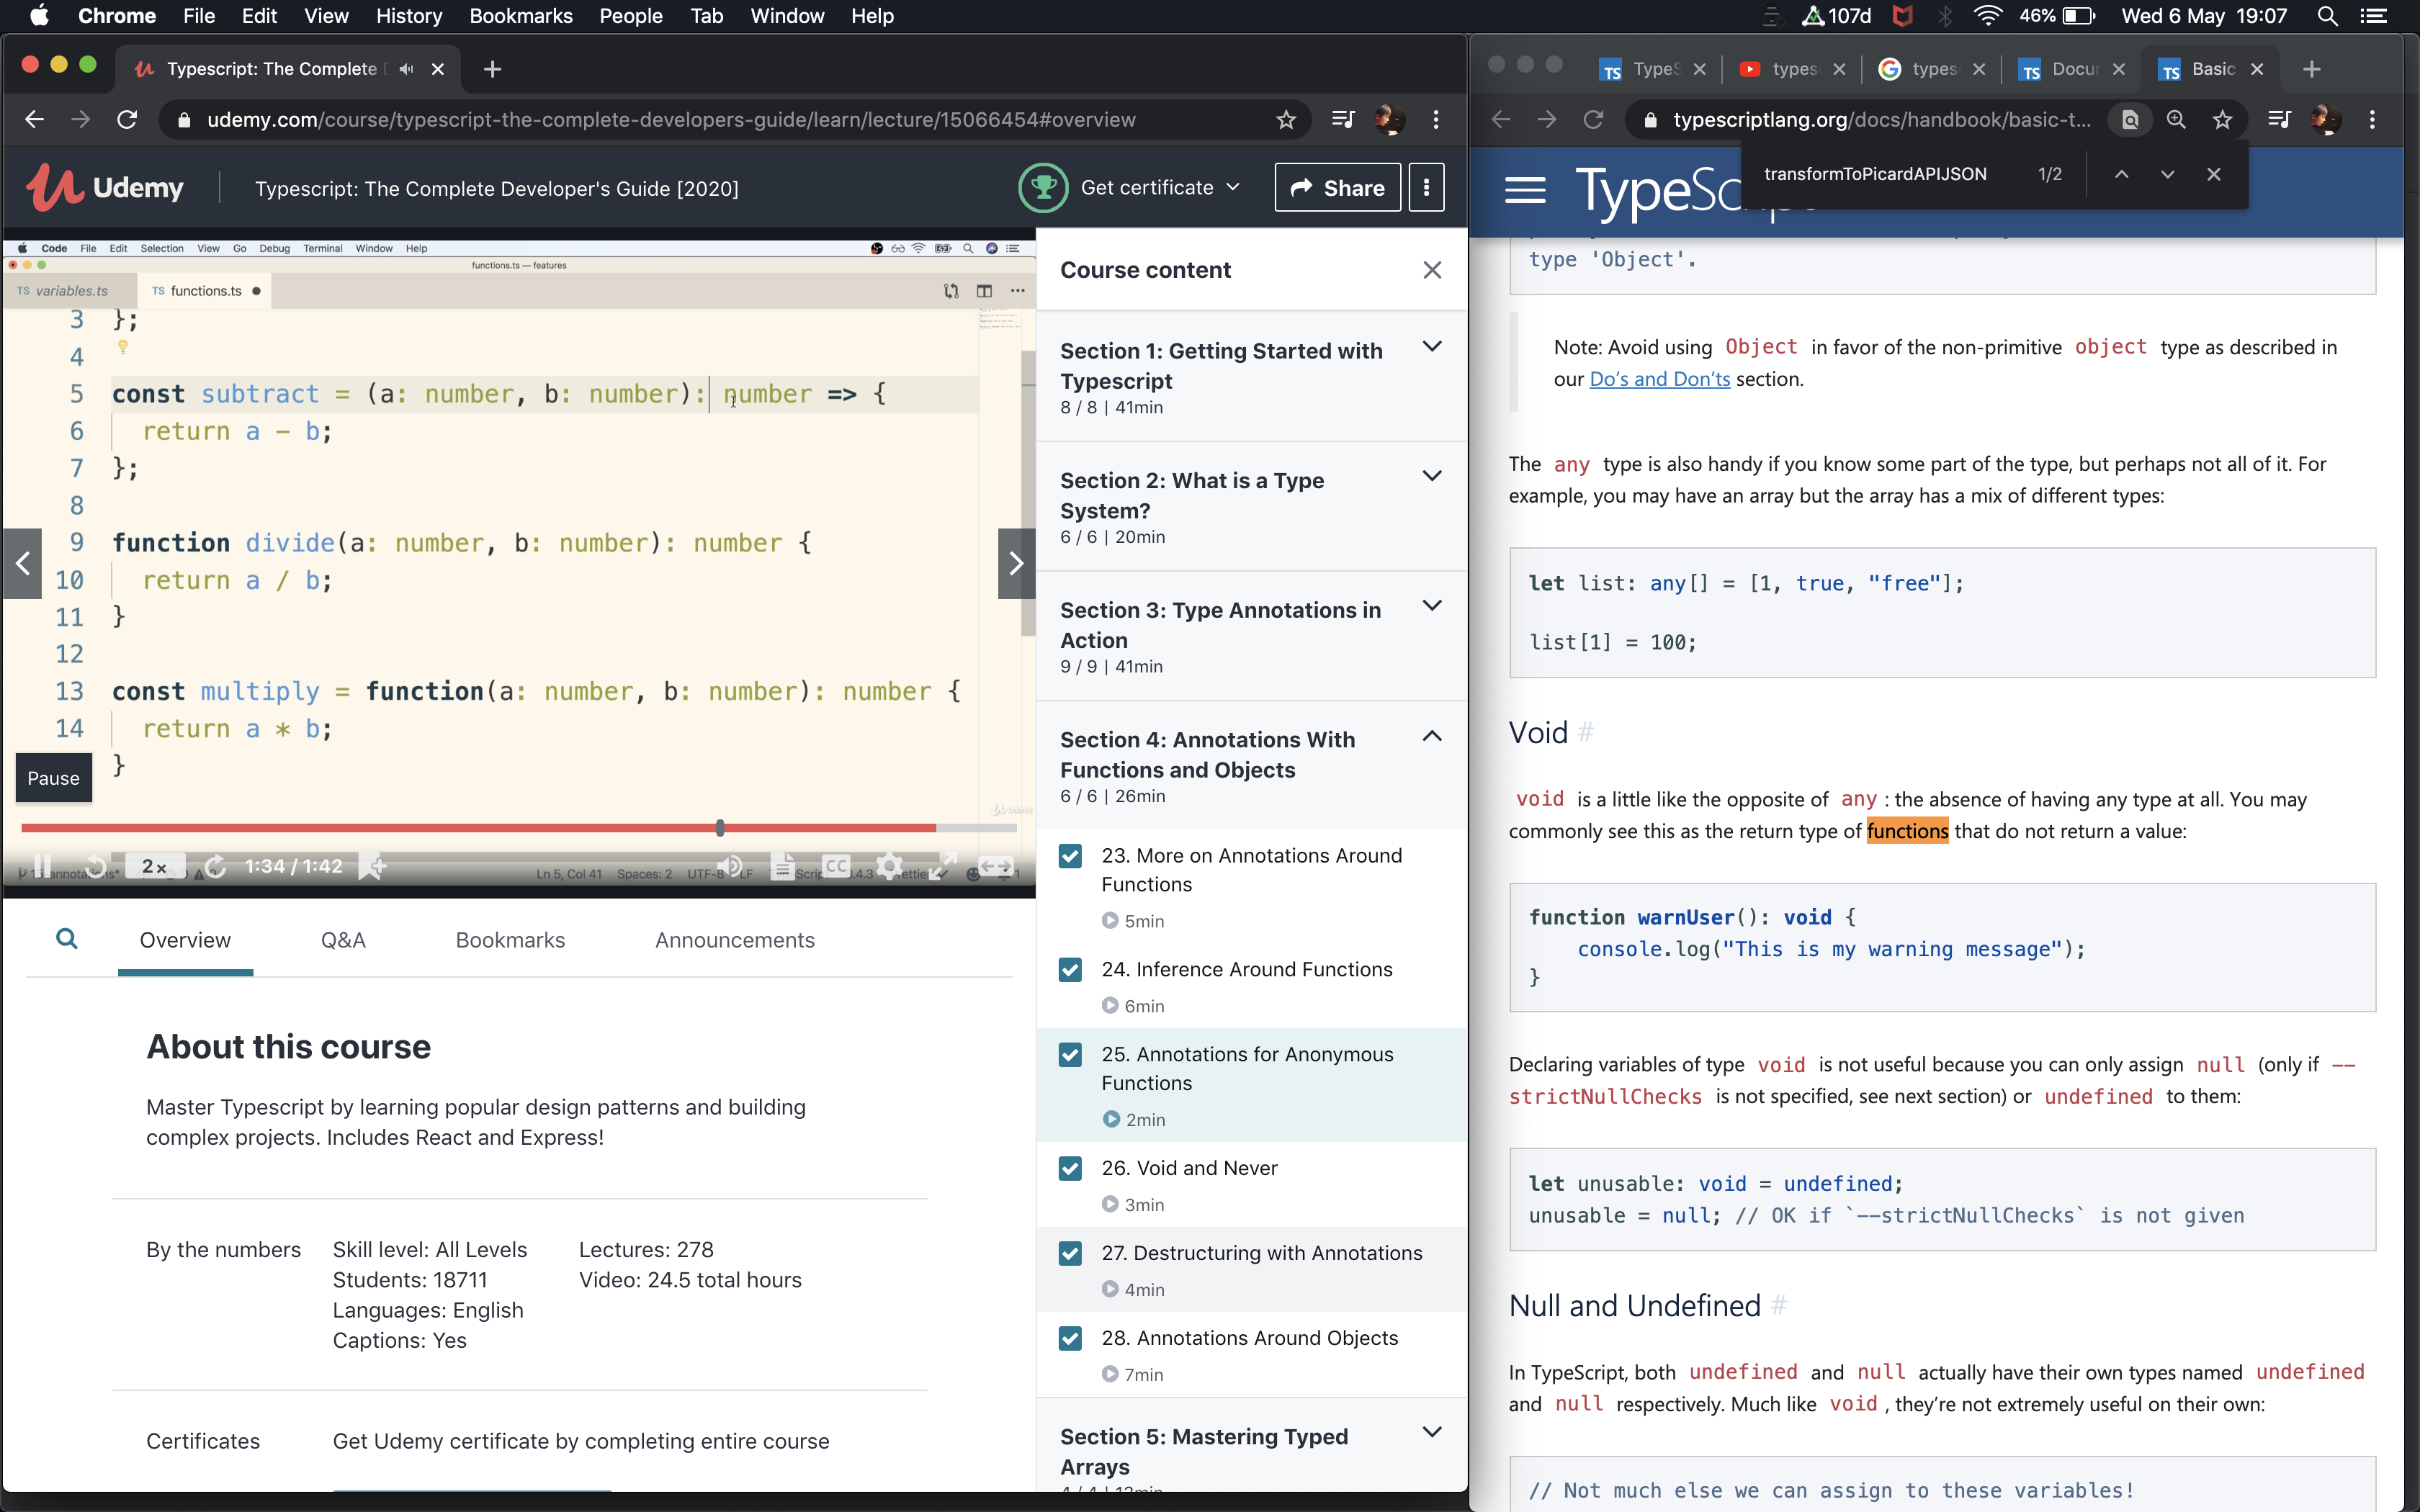 Chrome File Edit View History Bookmarks People Tab Window Help
107d 46% Wed 6 May 19:07
Typescript: The Complete
udemy.com/course/typescript-the-complete-developers-guide/learn/lecture/15066454#overview
Udemy Typescript: The Complete Developer's Guide [2020] Get certificate Share
Code File Edit Selection View Go Debug Terminal Window Help
functions.ts — features
TS variables.ts TS functions.ts
3 };
4
5 const subtract = (a: number, b: number): number => {
6 return a - b;
7 };
8
9 function divide(a: number, b: number): number {
10 return a / b;
11 }
12
13 const multiply = function(a: number, b: number): number {
14 return a * b;
}
Pause
Udemy
2x 1:34 / 1:42 CC
Ln 5, Col 41 Spaces: 2
Overview Q&A Bookmarks Announcements
About this course
Master Typescript by learning popular design patterns and building
complex projects. Includes React and Express!
By the numbers
Skill level: All Levels
Students: 18711
Languages: English
Captions: Yes
Lectures: 278
Video: 24.5 total hours
Certificates Get Udemy certificate by completing entire course
Course content
Section 1: Getting Started with
Typescript
8 / 8 | 41min
Section 2: What is a Type
System?
6 / 6 | 20min
Section 3: Type Annotations in
Action
9 / 9 | 41min
Section 4: Annotations With
Functions and Objects
6 / 6 | 26min
23. More on Annotations Around
Functions
5min
24. Inference Around Functions
6min
25. Annotations for Anonymous
Functions
2min
26. Void and Never
3min
27. Destructuring with Annotations
4min
28. Annotations Around Objects
7min
Section 5: Mastering Typed
Arrays
TS TypeS types types TS Docu TS Basic
typescriptlang.org/docs/handbook/basic-t...
transformToPicardAPIJSON 1/2
type 'Object'.
Note: Avoid using Object in favor of the non-primitive object type as described in
our Do’s and Don’ts section.
The any type is also handy if you know some part of the type, but perhaps not all of it. For
example, you may have an array but the array has a mix of different types:
let list: any[] = [1, true, "free"];
list[1] = 100;
Void #
void is a little like the opposite of any : the absence of having any type at all. You may
commonly see this as the return type of functions that do not return a value:
function warnUser(): void {
console.log("This is my warning message");
}
Declaring variables of type void is not useful because you can only assign null (only if --
strictNullChecks is not specified, see next section) or undefined to them:
let unusable: void = undefined;
unusable = null; // OK if `--strictNullChecks` is not given
Null and Undefined #
In TypeScript, both undefined and null actually have their own types named undefined
and null respectively. Much like void , they’re not extremely useful on their own:
// Not much else we can assign to these variables!